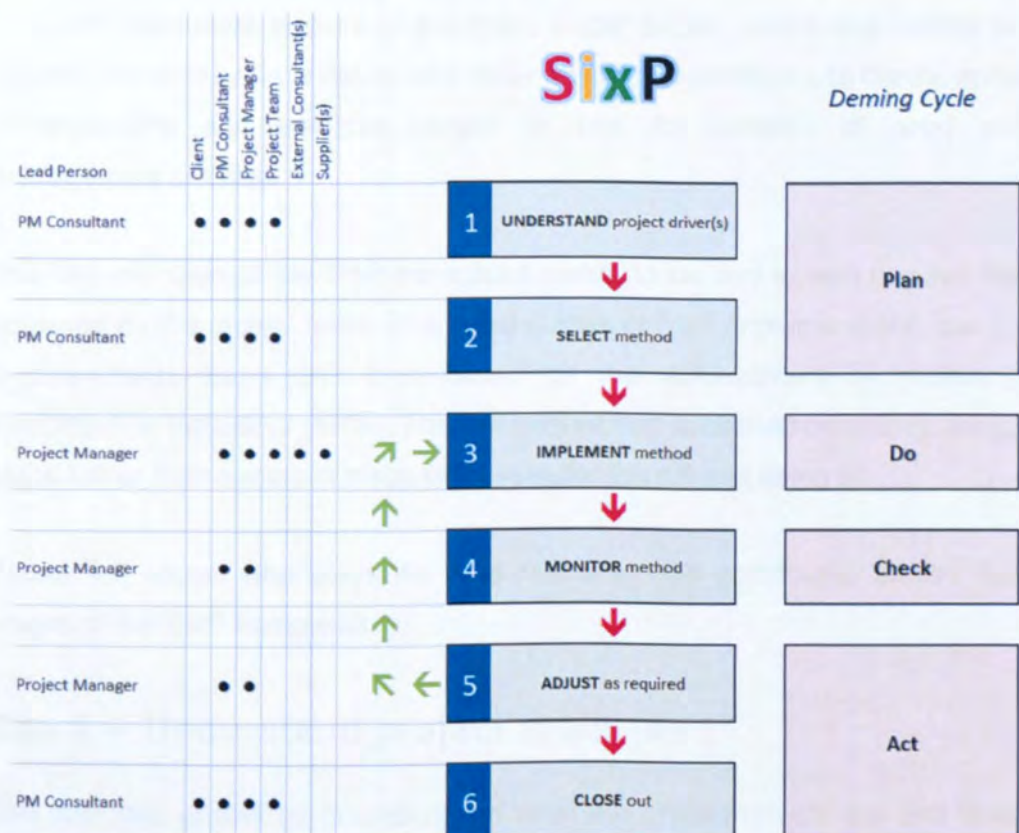 SixP
Deming Cycle
Lead Person
Client
PM Consultant
Project Manager
Project Team
External Consultant(s)
Supplier(s)
PM Consultant
● ● ● ●
1
UNDERSTAND project driver(s)
Plan
PM Consultant
● ● ● ●
2
SELECT method
Project Manager
● ● ● ● ●
3
IMPLEMENT method
Do
Project Manager
● ●
4
MONITOR method
Check
Project Manager
● ●
5
ADJUST as required
Act
PM Consultant
● ● ● ●
6
CLOSE out